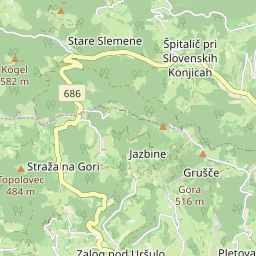 Stare Slemene
Špitalič pri
Slovenskih
Konjicah
Kogel
582 m
686
Jazbine
Straža na Gori
Topolovec
484 m
Grušče
Gora
516 m
Zalog pod Uršulo
Pletova